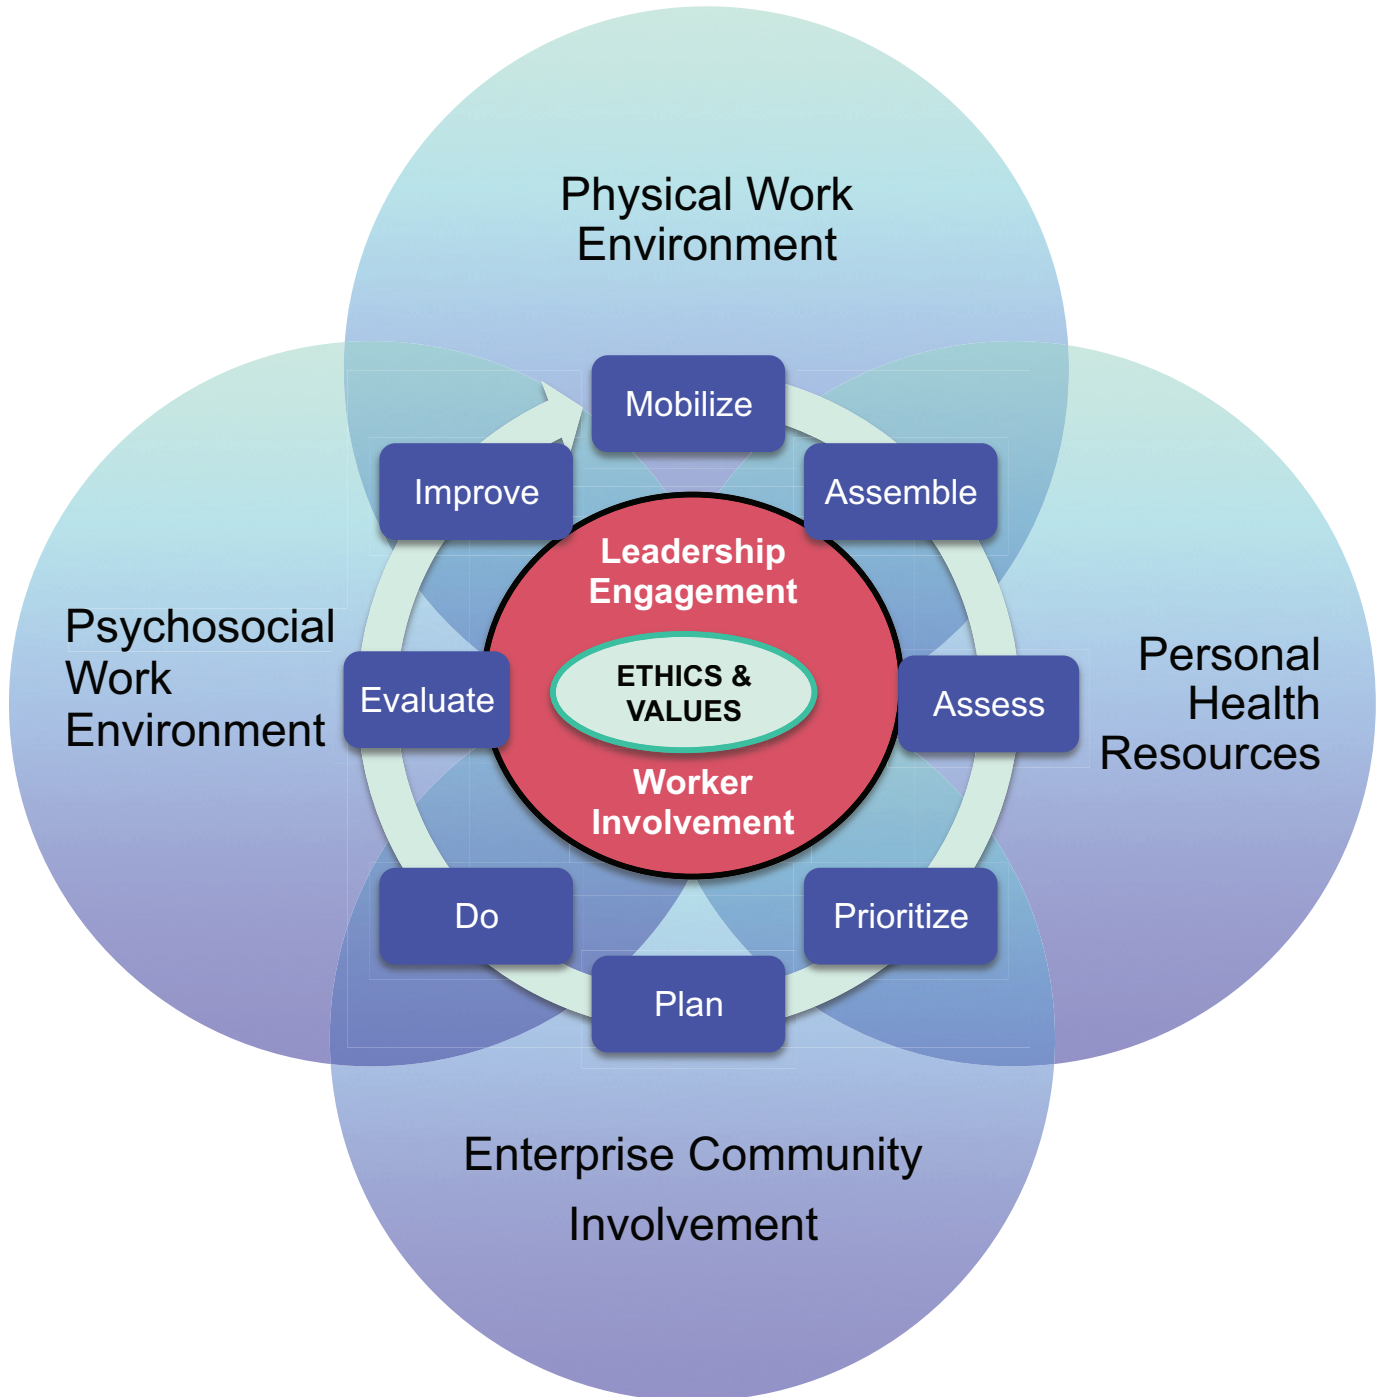 Physical Work
Environment
Mobilize
Improve
Assemble
Leadership
Engagement
Psychosocial
Work
Environment
Evaluate
ETHICS &
VALUES
Assess
Personal
Health
Resources
Worker
Involvement
Do
Prioritize
Plan
Enterprise Community
Involvement